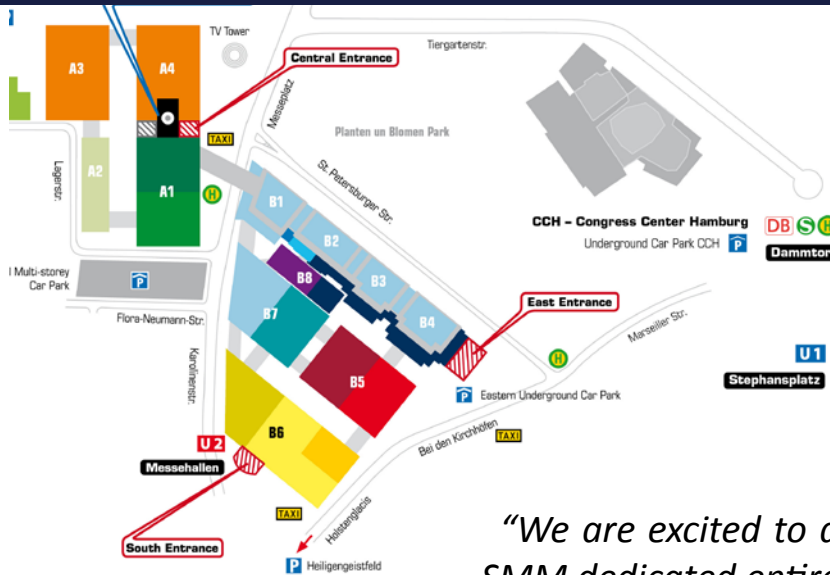 TV Tower
Tiergartenstr.
A3
A4
Central Entrance
Messeplatz
TAXI
Planten un Blomen Park
A2
Lagerstr.
A1
H
St. Petersburger Str.
B1
B2
B3
B4
B8
B7
B5
B6
CCH – Congress Center Hamburg
Underground Car Park CCH P
DB S H
Dammtor
Multi-storey
Car Park
P
Flora-Neumann-Str.
Karolinenstr.
East Entrance
Marseiller Str.
H
U1
Stephansplatz
P Eastern Underground Car Park
Bei den Kirchhöfen
TAXI
U2
Messehallen
TAXI
Holstenglacis
South Entrance
P Heiligengeistfeld
“We are excited to
SMM dedicated entire